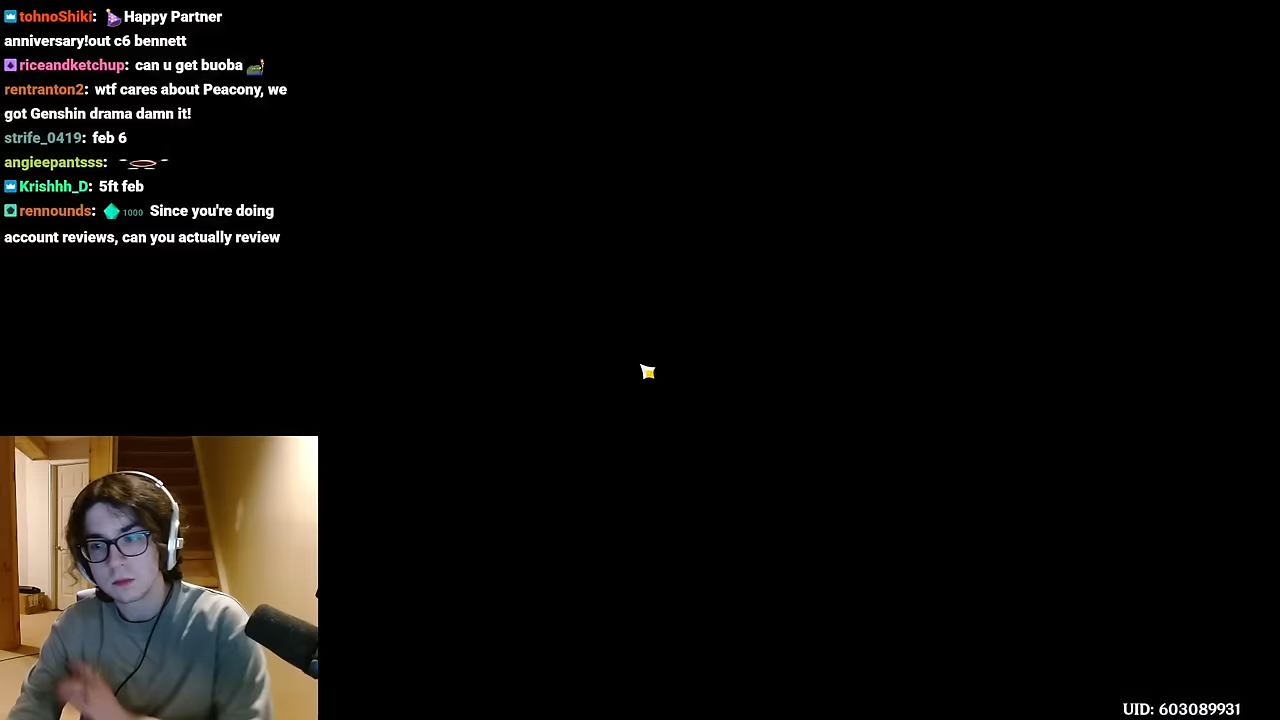 tohnoShiki: Happy Partner
anniversary!out c6 bennett
riceandketchup: can u get buoba
rentranton2: wtf cares about Peacony, we
got Genshin drama damn it!
strife_0419: feb 6
angieepantsss:
Krishhh_D: 5ft feb
rennounds: 1000 Since you're doing
account reviews, can you actually review
UID: 603089931